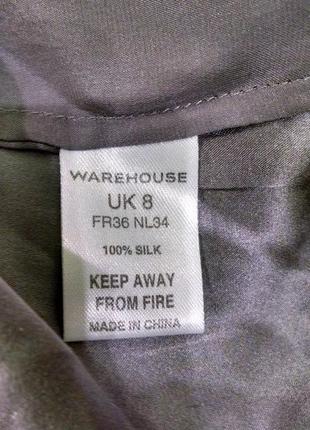 WAREHOUSE
UK 8
FR36 NL34
100% SILK
KEEP AWAY
FROM FIRE
MADE IN CHINA